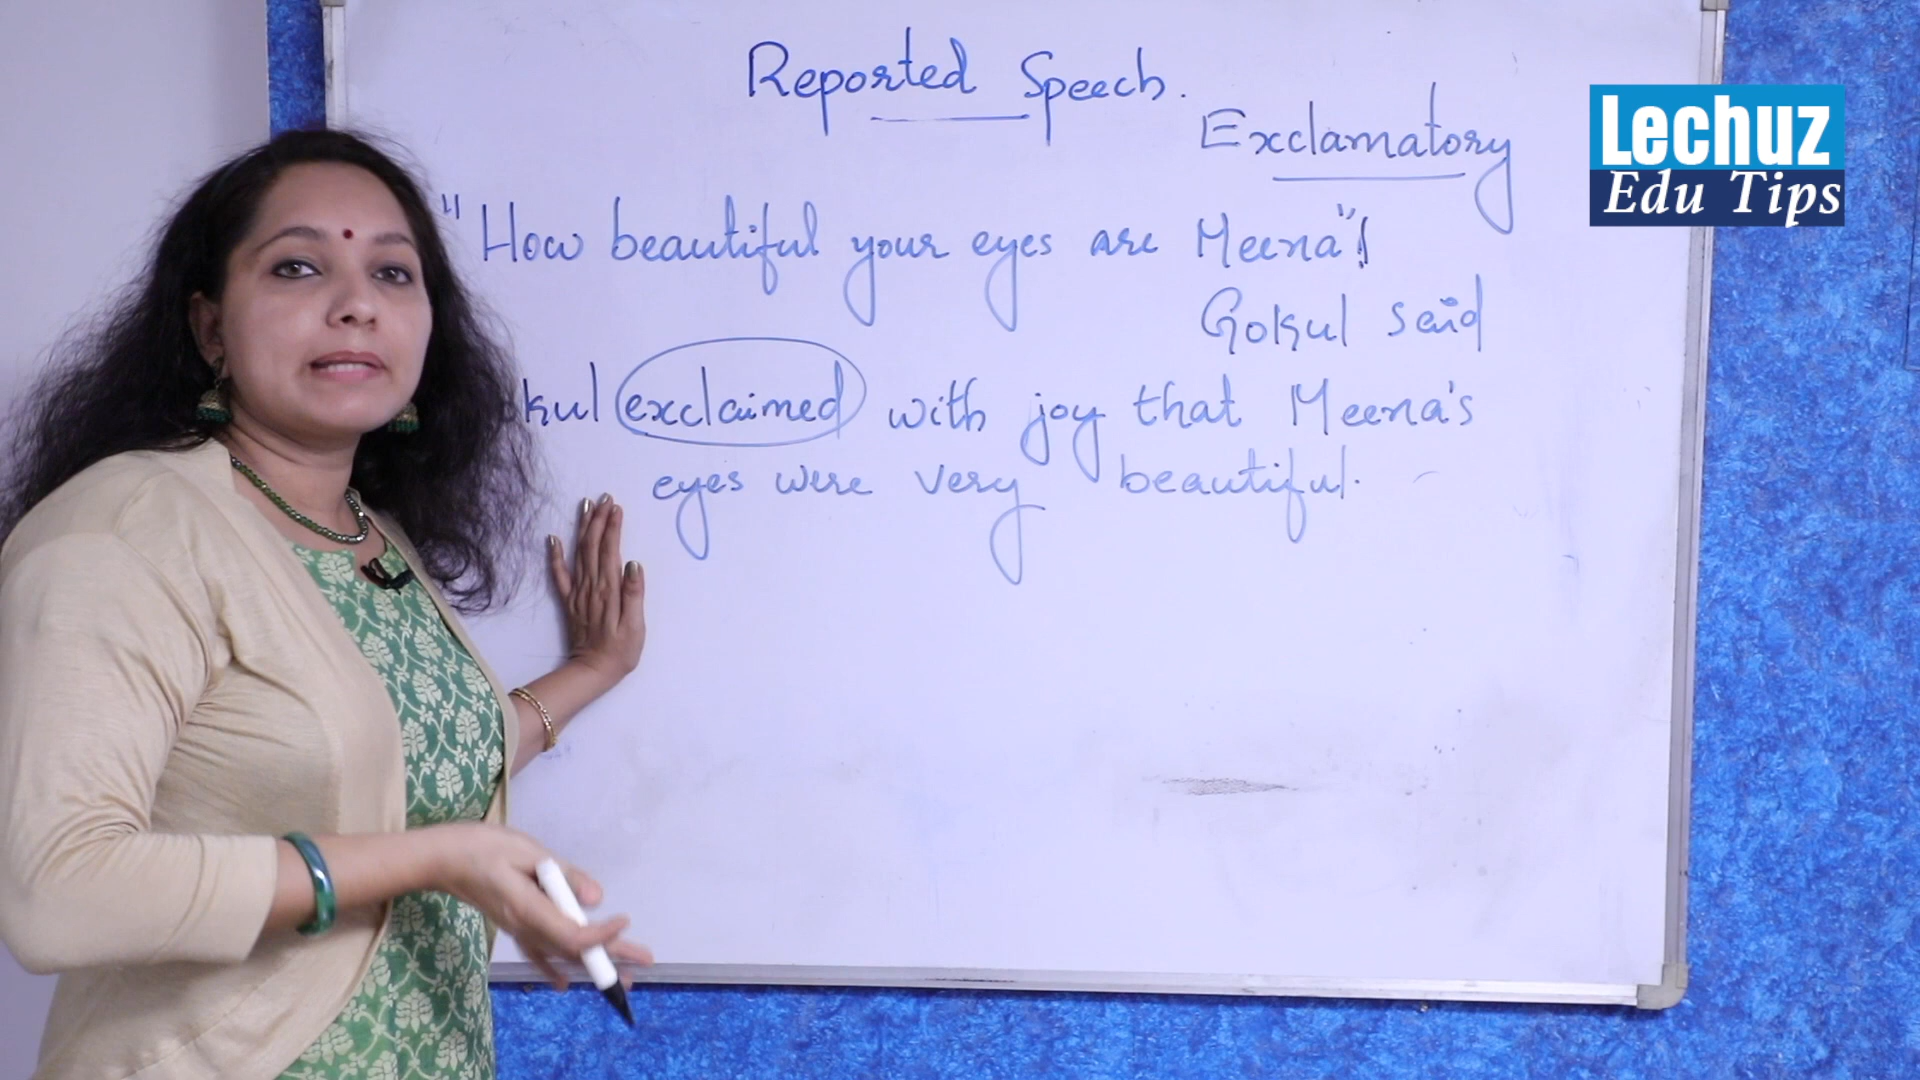 Reported Speech.
Exclamatory
Lechuz
Edu Tips
"How beautiful your eyes are Meena"!
Gokul said
kul exclaimed with joy that Meena's
eyes were very beautiful.